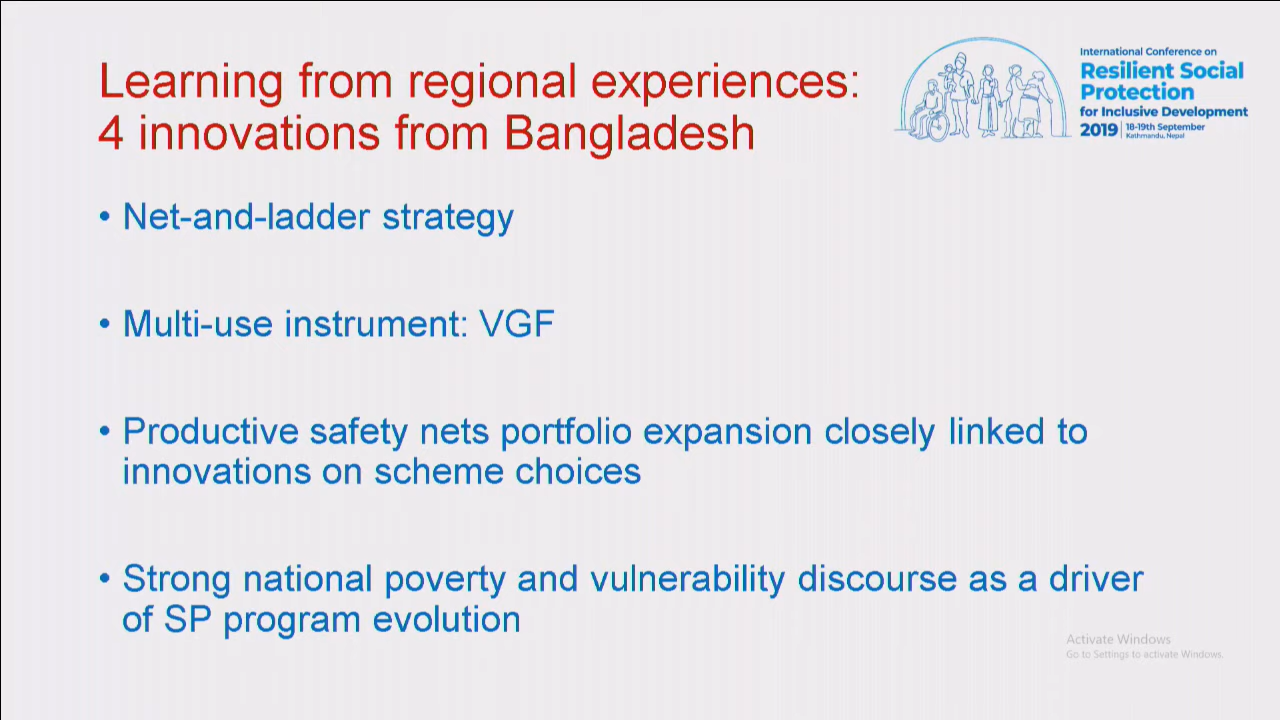 Learning from regional experiences:
4 innovations from Bangladesh
International Conference on
Resilient Social
Protection
for Inclusive Development
2019 | 18-19th September
Kathmandu, Nepal
• Net-and-ladder strategy
• Multi-use instrument: VGF
• Productive safety nets portfolio expansion closely linked to
innovations on scheme choices
• Strong national poverty and vulnerability discourse as a driver
of SP program evolution
Activate Windows
Go to Settings to activate Windows.